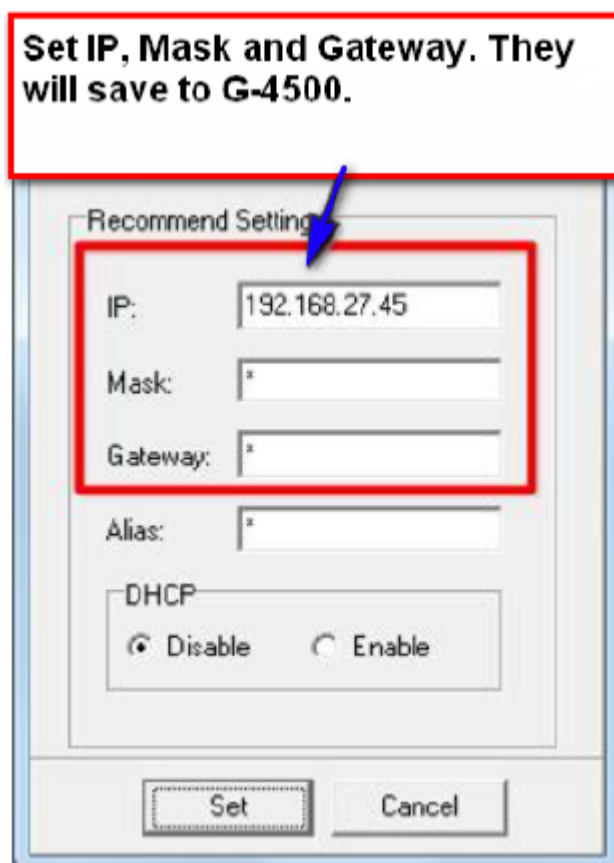 Set IP, Mask and Gateway. They
will save to G-4500.
Recommend Setting
IP: 192.168.27.45
Mask: *
Gateway: *
Alias: *
DHCP
Disable Enable
Set Cancel